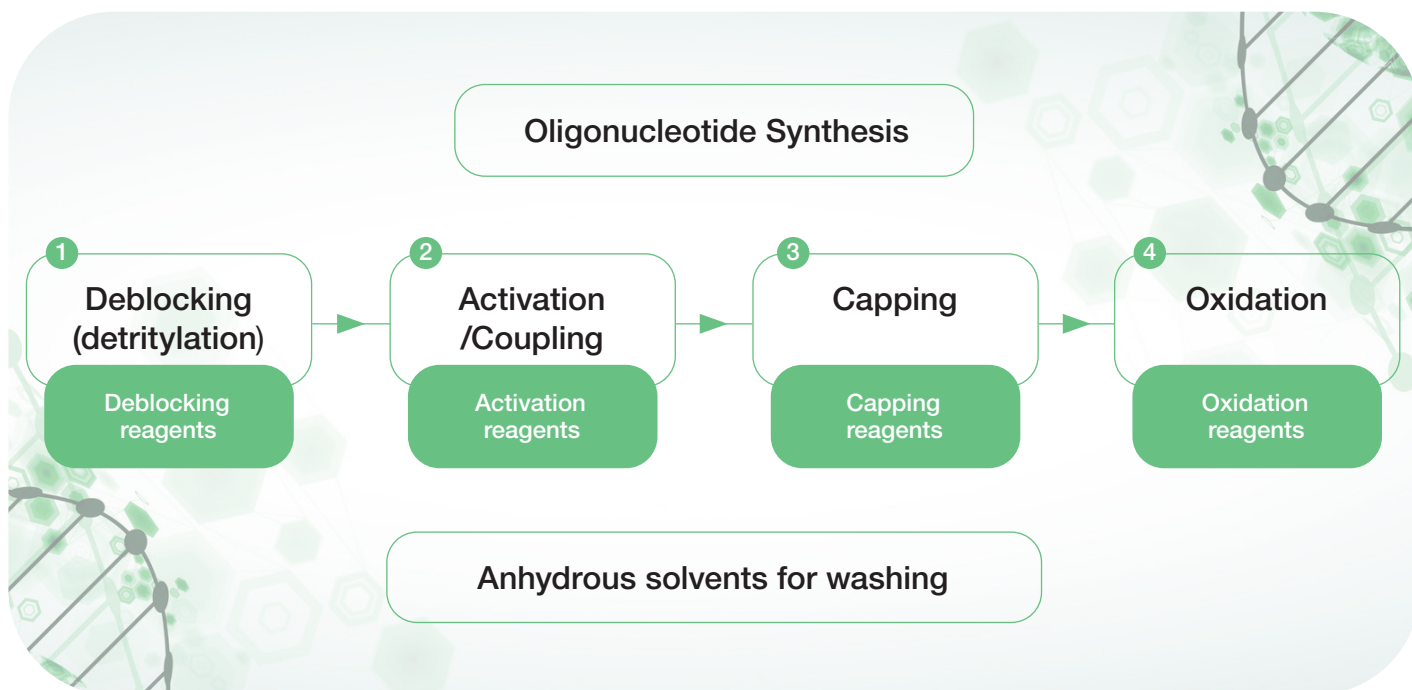 Oligonucleotide Synthesis
1
Deblocking
(detritylation)
Deblocking
reagents
2
Activation
/Coupling
Activation
reagents
3
Capping
Capping
reagents
4
Oxidation
Oxidation
reagents
Anhydrous solvents for washing